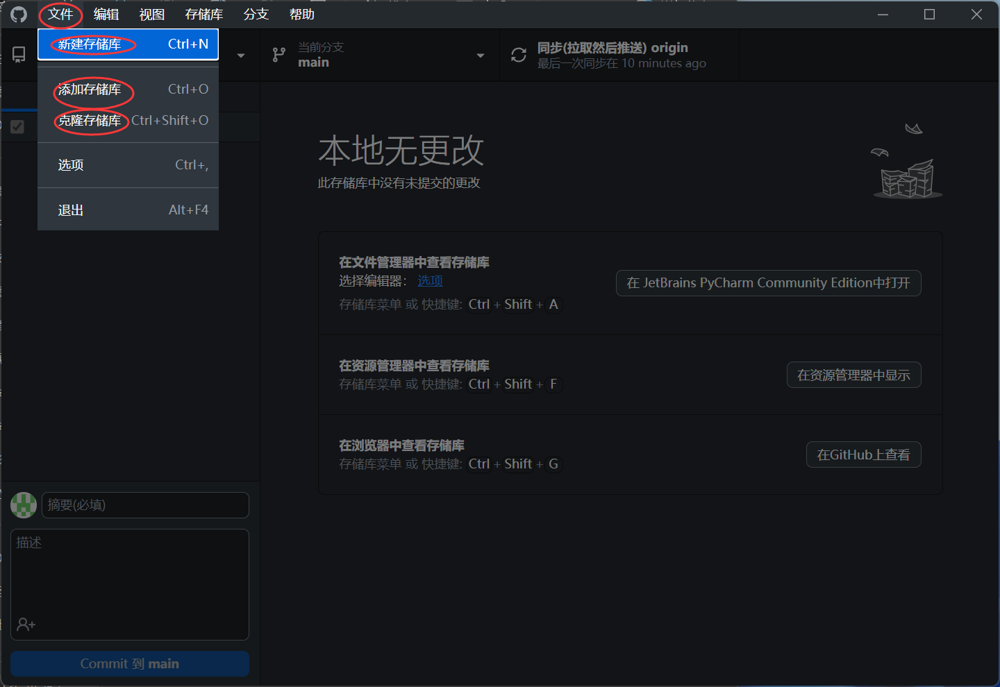 文件 编辑 视图 存储库 分支 帮助
新建存储库 Ctrl+N
添加存储库 Ctrl+O
克隆存储库 Ctrl+Shift+O
选项 Ctrl+,
退出 Alt+F4
当前分支
main
同步(拉取然后推送) origin
最后一次同步在 10 minutes ago
本地无更改
此存储库中没有未提交的更改
在文件管理器中查看存储库
选择编辑器: 选项
存储库菜单 或 快捷键: Ctrl + Shift + A
在 JetBrains PyCharm Community Edition中打开
在资源管理器中查看存储库
存储库菜单 或 快捷键: Ctrl + Shift + F
在资源管理器中显示
在浏览器中查看存储库
存储库菜单 或 快捷键: Ctrl + Shift + G
在GitHub上查看
摘要(必填)
描述
Commit 到 main